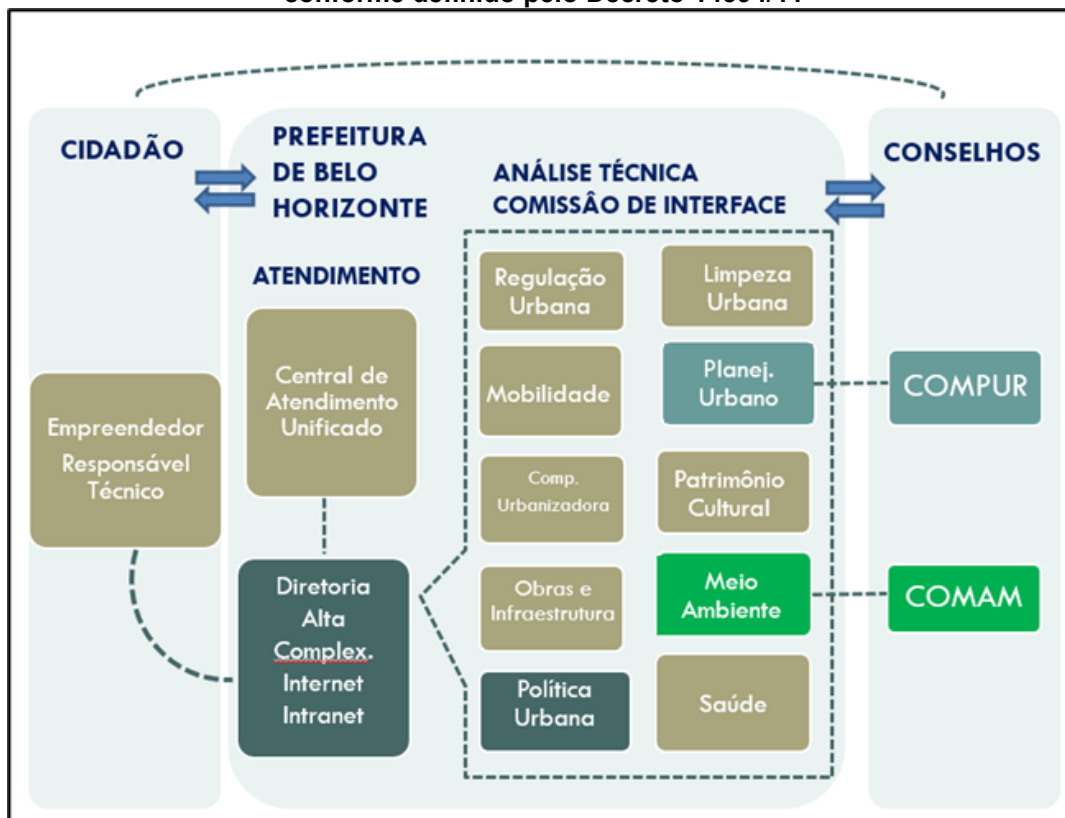 CIDADÃO
PREFEITURA
DE BELO
HORIZONTE
ATENDIMENTO
ANÁLISE TÉCNICA
COMISSÃO DE INTERFACE
CONSELHOS
Empreendedor
Responsável
Técnico
Central de
Atendimento
Unificado
Diretoria
Alta
Complex.
Internet
Intranet
Regulação
Urbana
Limpeza
Urbana
Mobilidade
Planej.
Urbano
Comp.
Urbanizadora
Patrimônio
Cultural
Obras e
Infraestrutura
Meio
Ambiente
Política
Urbana
Saúde
COMPUR
COMAM